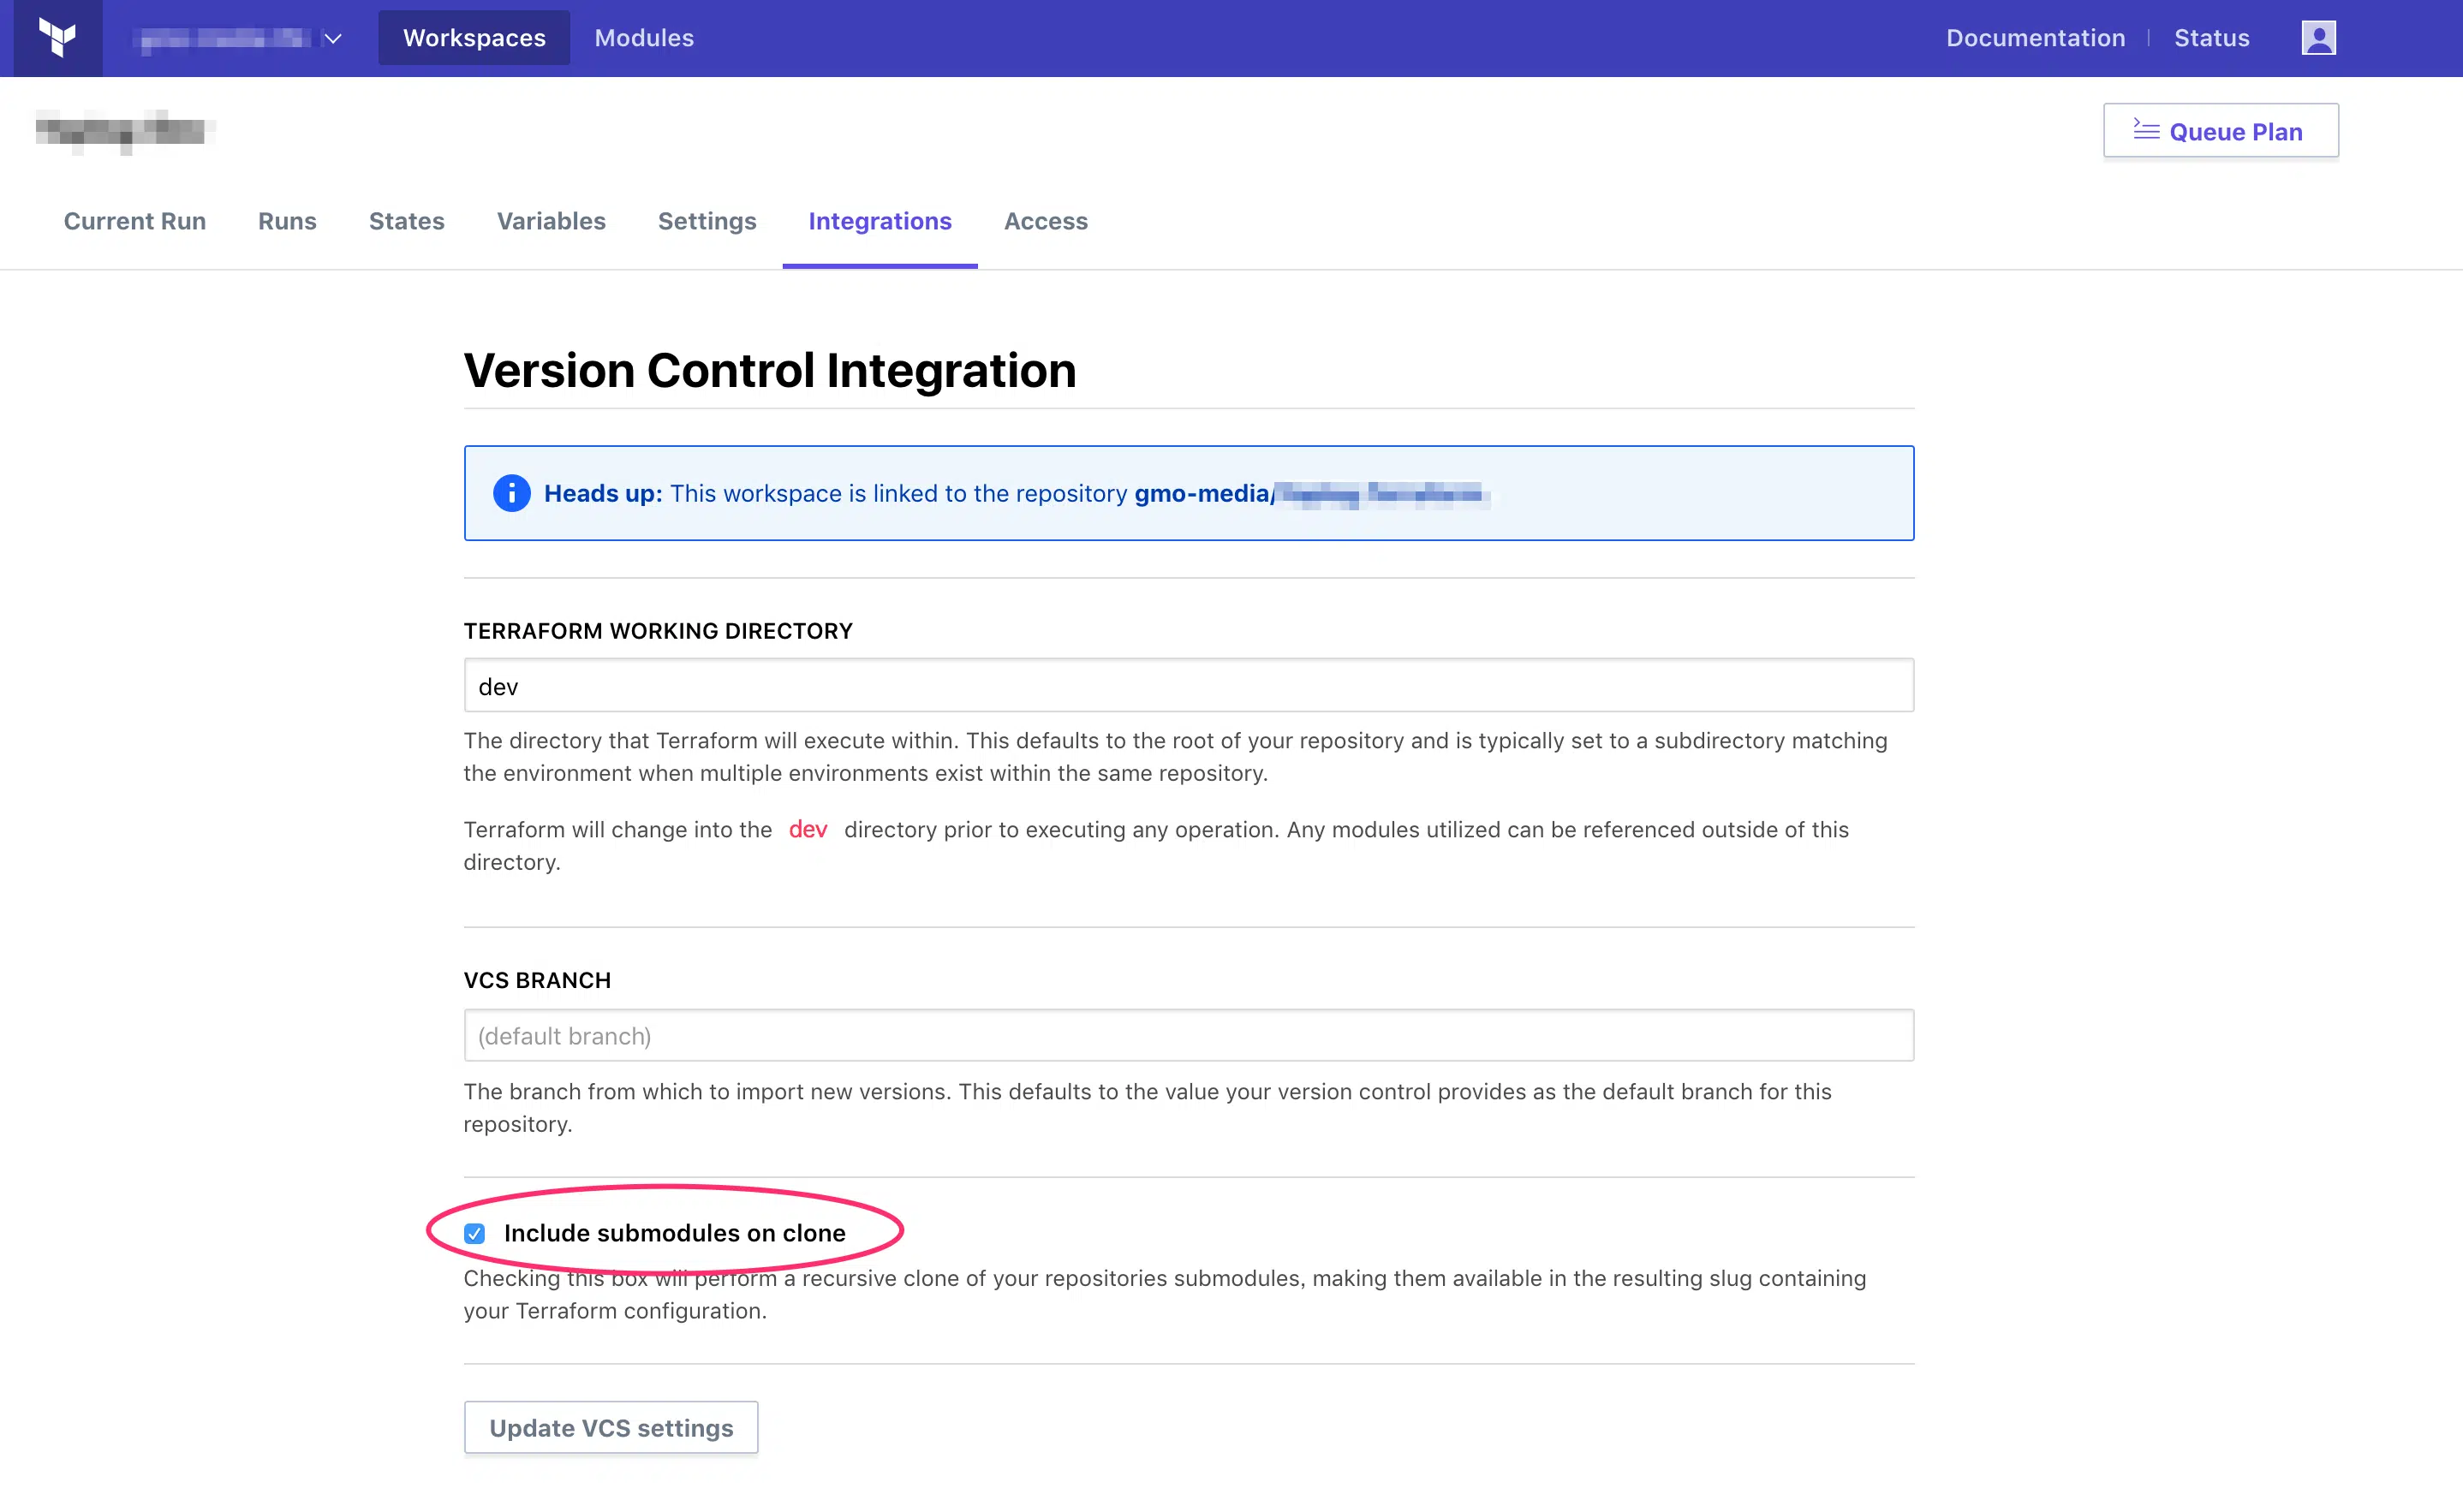 Workspaces
Modules
Documentation
Status
Queue Plan
Current Run
Runs
States
Variables
Settings
Integrations
Access
Version Control Integration
Heads up: This workspace is linked to the repository gmo-media/
TERRAFORM WORKING DIRECTORY
dev
The directory that Terraform will execute within. This defaults to the root of your repository and is typically set to a subdirectory matching
the environment when multiple environments exist within the same repository.
Terraform will change into the dev directory prior to executing any operation. Any modules utilized can be referenced outside of this
directory.
VCS BRANCH
(default branch)
The branch from which to import new versions. This defaults to the value your version control provides as the default branch for this
repository.
Include submodules on clone
Checking this box will perform a recursive clone of your repositories submodules, making them available in the resulting slug containing
your Terraform configuration.
Update VCS settings